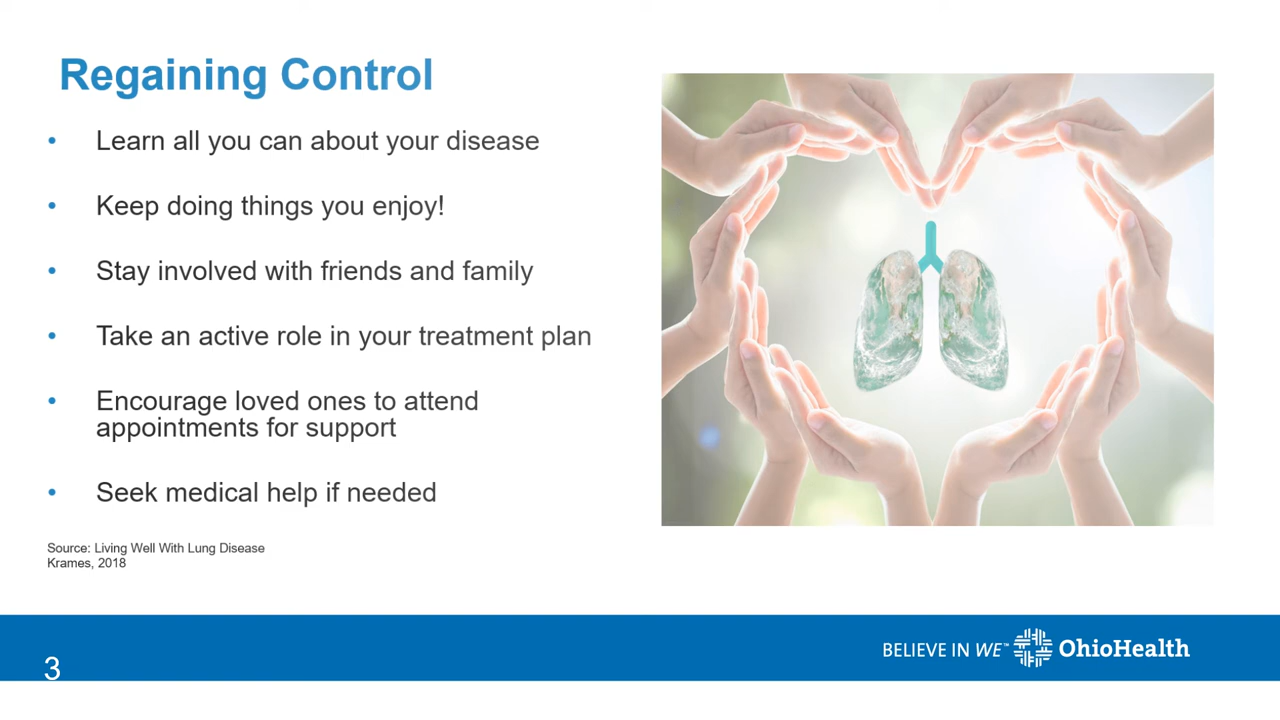 Regaining Control
• Learn all you can about your disease
• Keep doing things you enjoy!
• Stay involved with friends and family
• Take an active role in your treatment plan
• Encourage loved ones to attend
appointments for support
• Seek medical help if needed
Source: Living Well With Lung Disease
Krames, 2018
BELIEVE IN WE™ OhioHealth
3